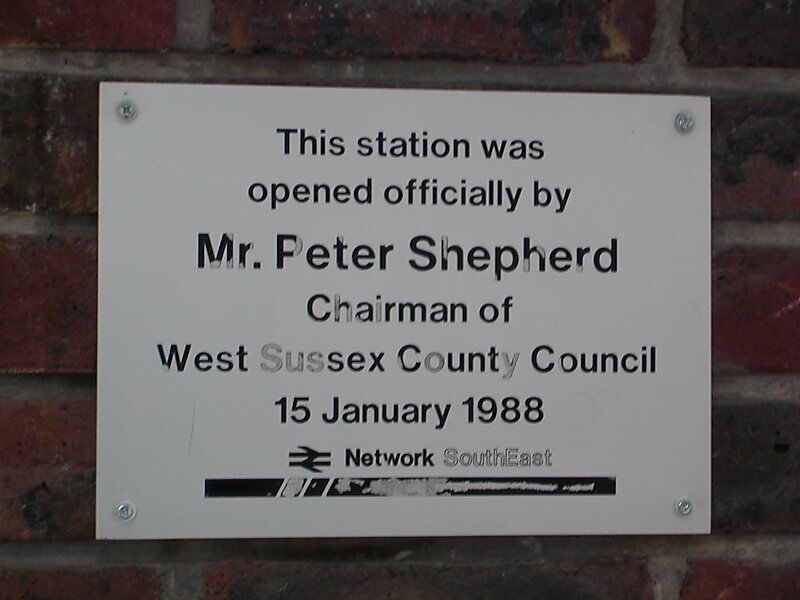 This station was
opened officially by
Mr. Peter Shepherd
Chairman of
West Sussex County Council
15 January 1988
Network SouthEast